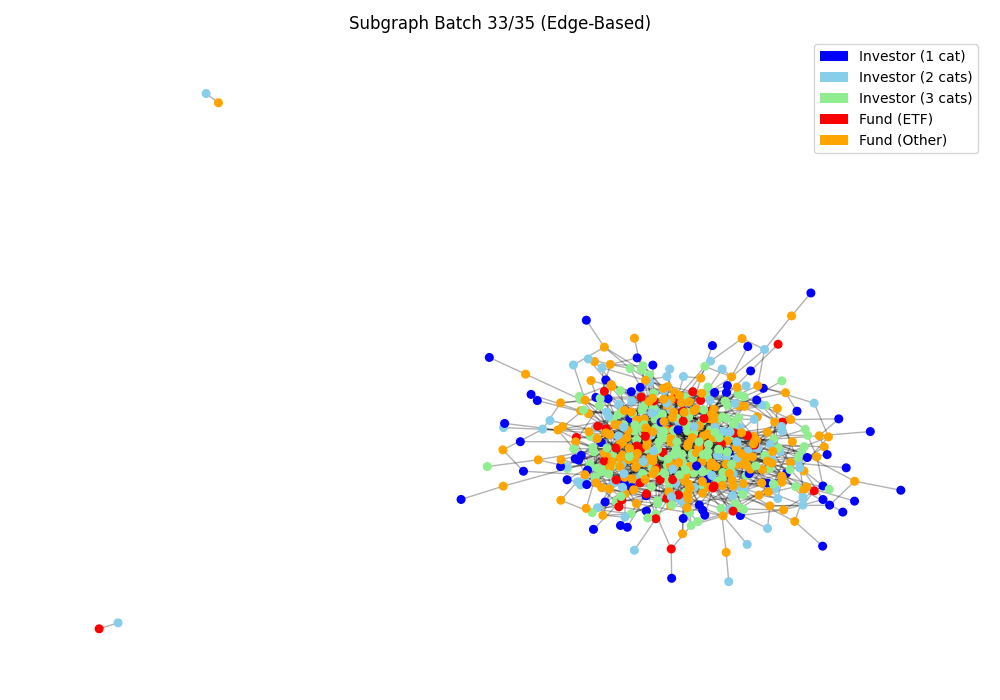 Subgraph Batch 33/35 (Edge-Based)
Investor (1 cat)
Investor (2 cats)
Investor (3 cats)
Fund (ETF)
Fund (Other)